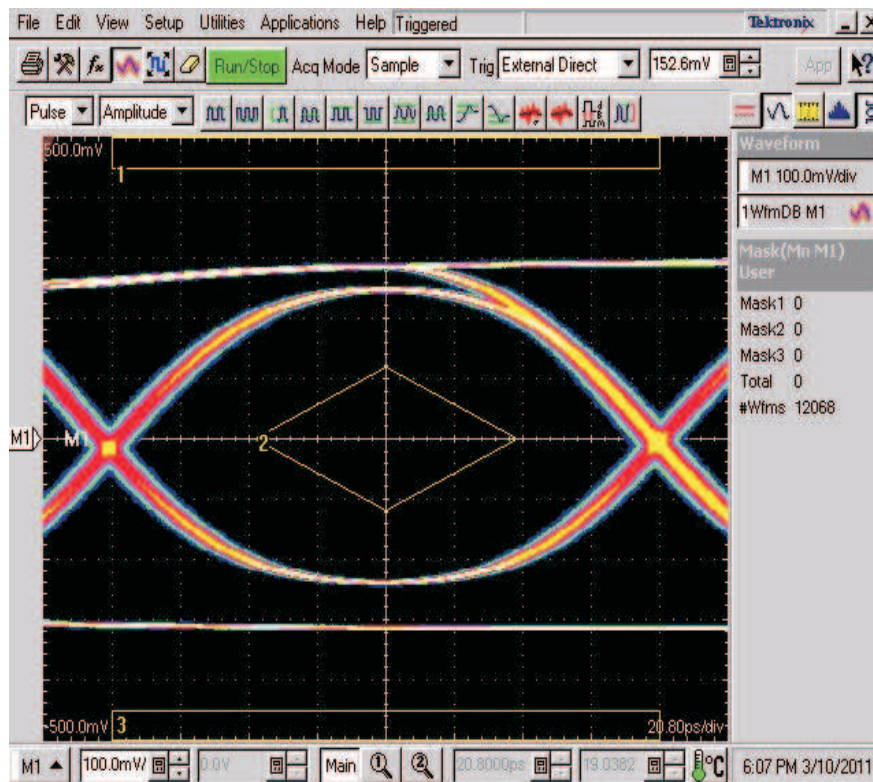 File Edit View Setup Utilities Applications Help Triggered Tektronix
Run/Stop Acq Mode Sample Trig External Direct 152.6mV App
Pulse Amplitude
500.0mV
1
Waveform
M1 100.0mV/div
1WfmDB M1
Mask(Mn M1)
User
Mask1 0
Mask2 0
Mask3 0
Total 0
#Wfms 12068
M1 M1 2
-500.0mV 3 20.80ps/div
M1 100.0mV/ 0.0V Main 1 2 20.8000ps 19.0382 °C 6:07 PM 3/10/2011